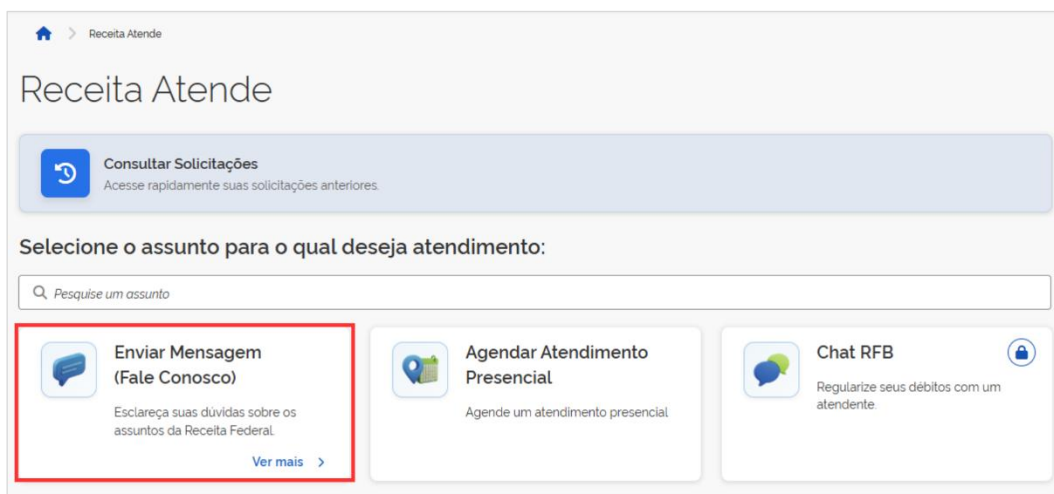 Receita Atende
Receita Atende
Consultar Solicitações
Acesse rapidamente suas solicitações anteriores.
Selecione o assunto para o qual deseja atendimento:
Pesquise um assunto
Enviar Mensagem
(Fale Conosco)
Esclareça suas dúvidas sobre os
assuntos da Receita Federal.
Ver mais
Agendar Atendimento
Presencial
Agende um atendimento presencial
Chat RFB
Regularize seus débitos com um
atendente.